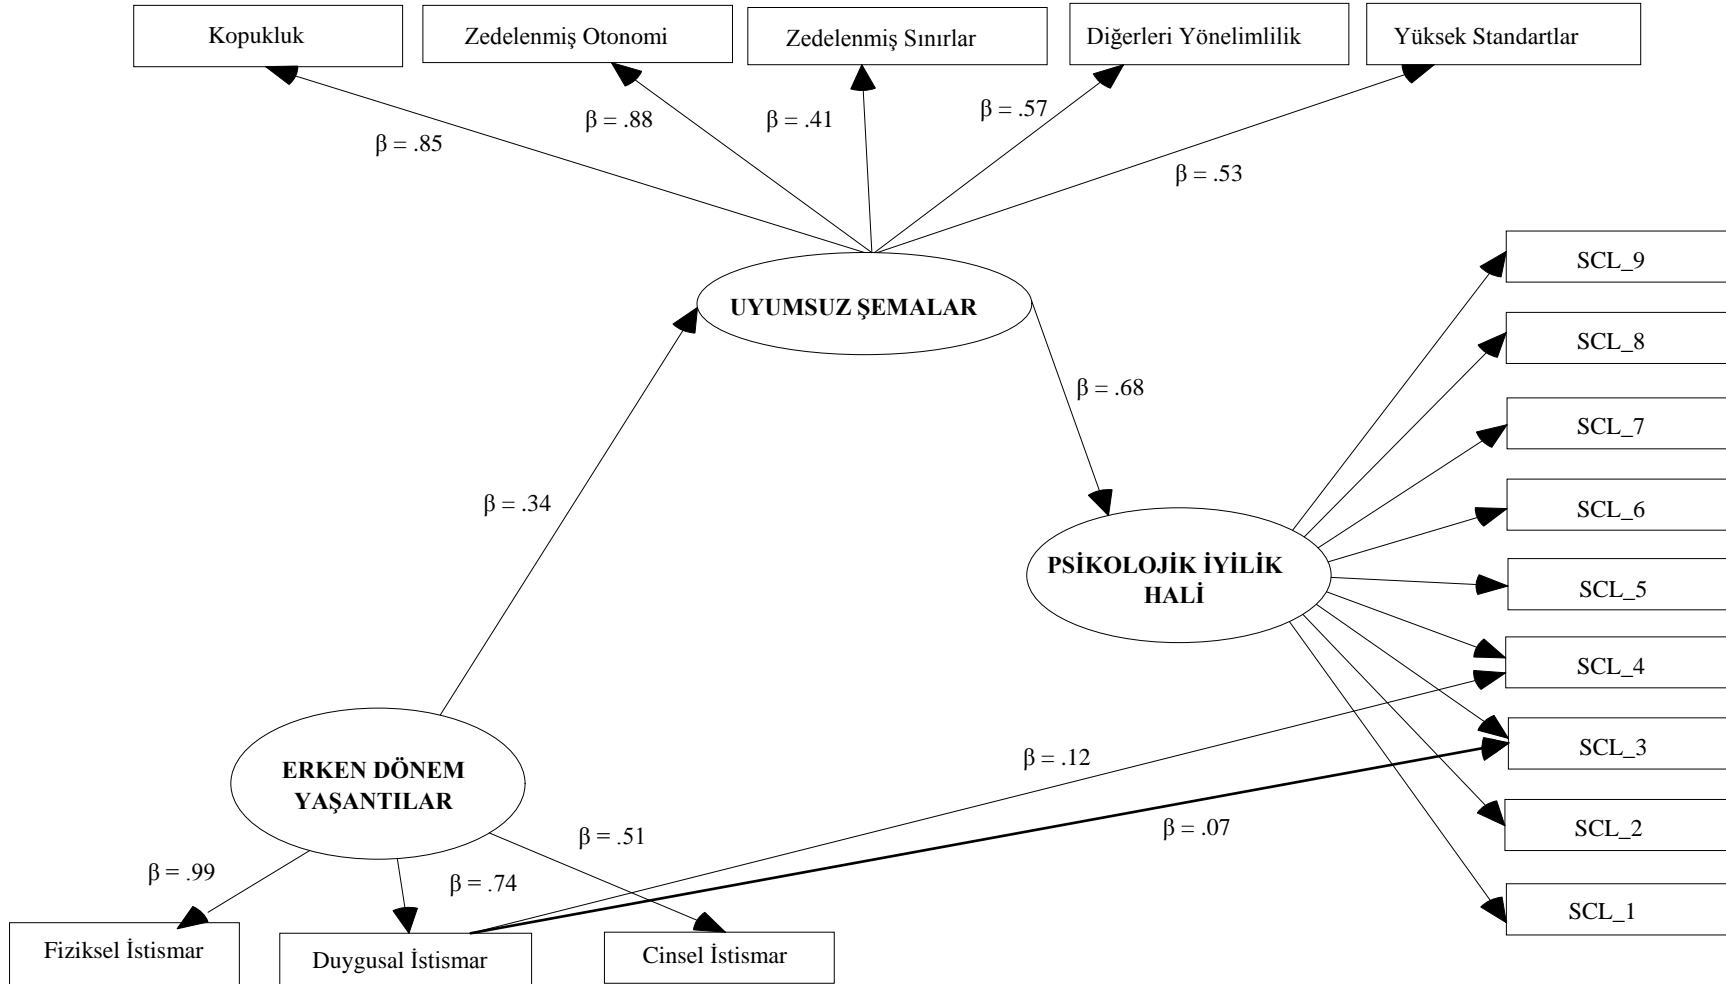 Kopukluk
Zedelenmiş Otonomi
Zedelenmiş Sınırlar
Diğerleri Yönelimlilik
Yüksek Standartlar
β = .85
β = .88
β = .41
β = .57
β = .53
UYUMSUZ ŞEMALAR
β = .34
β = .68
PSİKOLOJİK İYİLİK
HALİ
SCL_9
SCL_8
SCL_7
SCL_6
SCL_5
SCL_4
SCL_3
SCL_2
SCL_1
ERKEN DÖNEM
YAŞANTILAR
β = .12
β = .07
β = .99
β = .74
β = .51
Fiziksel İstismar
Duygusal İstismar
Cinsel İstismar